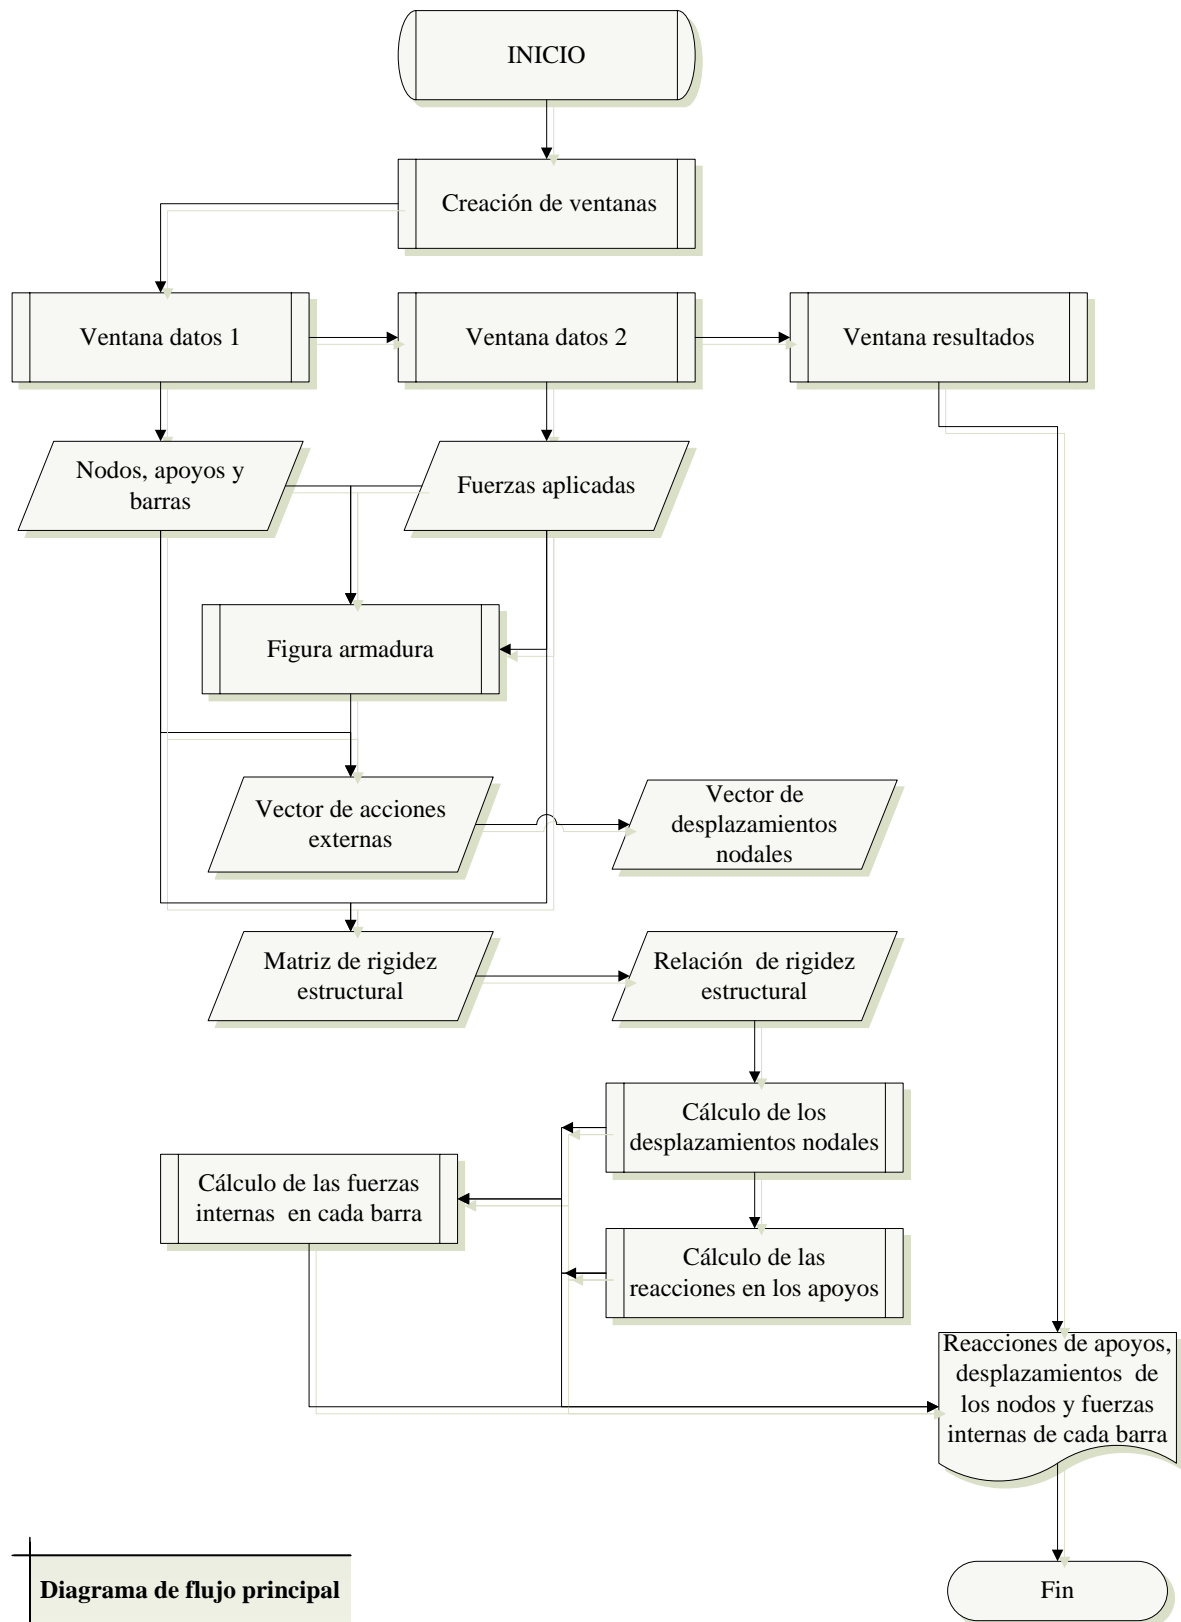 INICIO
Creación de ventanas
Ventana datos 1
Ventana datos 2
Ventana resultados
Nodos, apoyos y
barras
Fuerzas aplicadas
Figura armadura
Vector de acciones
externas
Vector de
desplazamientos
nodales
Matriz de rigidez
estructural
Relación de rigidez
estructural
Cálculo de los
desplazamientos nodales
Cálculo de las fuerzas
internas en cada barra
Cálculo de las
reacciones en los apoyos
Reacciones de apoyos,
desplazamientos de
los nodos y fuerzas
internas de cada barra
Diagrama de flujo principal
Fin